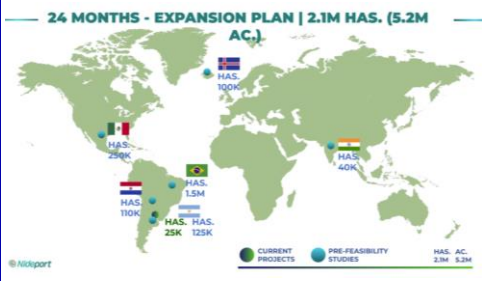 24 MONTHS - EXPANSION PLAN | 2.1M HAS. (5.2M
AC.)
HAS.
100K
HAS.
250K
HAS.
40K
HAS.
1.5M
HAS.
110K
HAS.
25K
HAS.
125K
CURRENT
PROJECTS
PRE-FEASIBILITY
STUDIES
HAS. AC.
2.1M 5.2M
Nideport